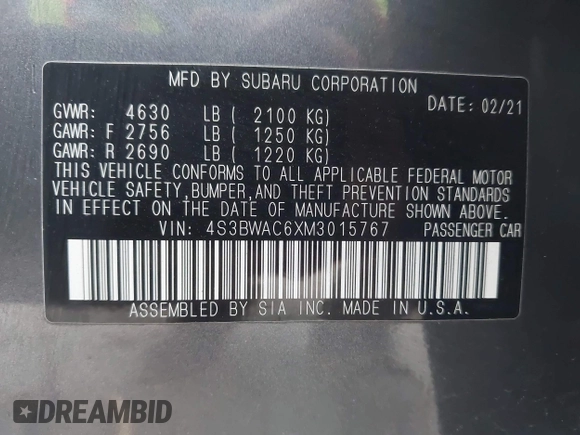 MFD BY SUBARU CORPORATION
DATE: 02/21
GVWR: 4630 LB ( 2100 KG)
GAWR: F 2756 LB ( 1250 KG)
GAWR: R 2690 LB ( 1220 KG)
THIS VEHICLE CONFORMS TO ALL APPLICABLE FEDERAL MOTOR
VEHICLE SAFETY, BUMPER, AND THEFT PREVENTION STANDARDS
IN EFFECT ON THE DATE OF MANUFACTURE SHOWN ABOVE.
VIN: 4S3BWAC6XM3015767 PASSENGER CAR
ASSEMBLED BY SIA INC. MADE IN U.S.A.
DREAMBID